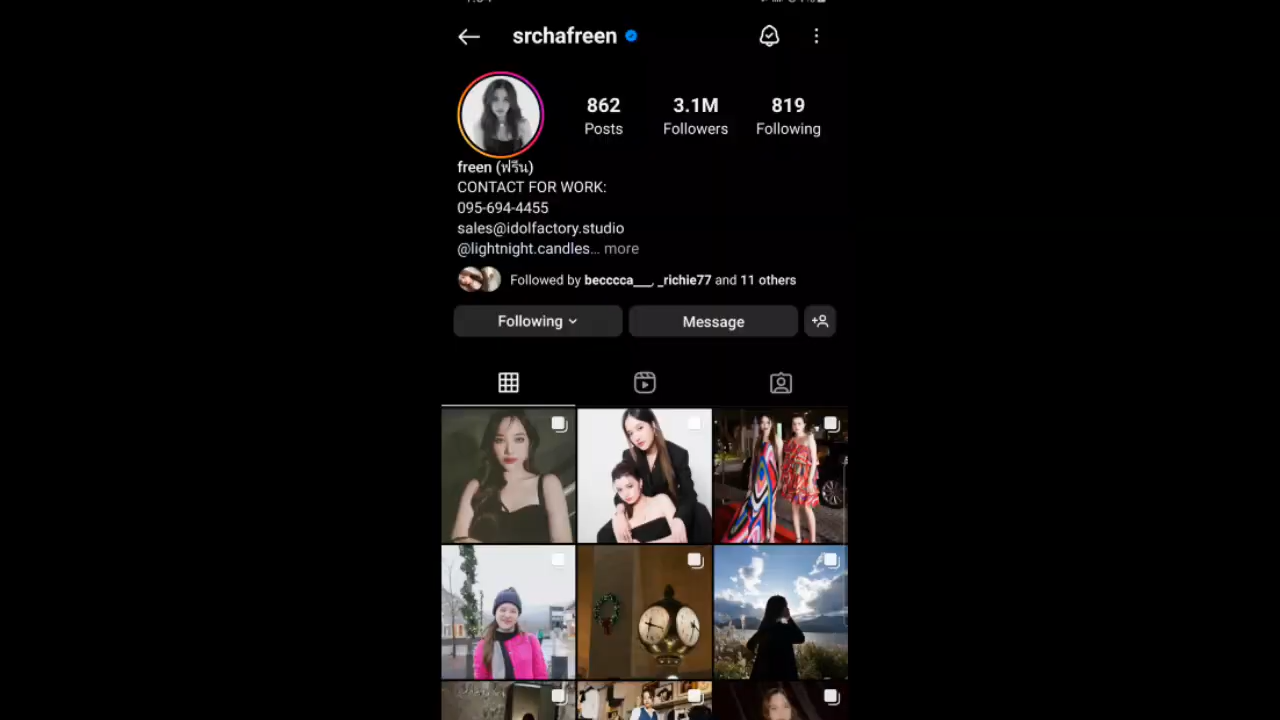 srchafreen
862 3.1M 819
Posts Followers Following
freen (ฟรีน)
CONTACT FOR WORK:
095-694-4455
sales@idolfactory.studio
@lightnight.candles... more
Followed by becccca___, _richie77 and 11 others
Following Message